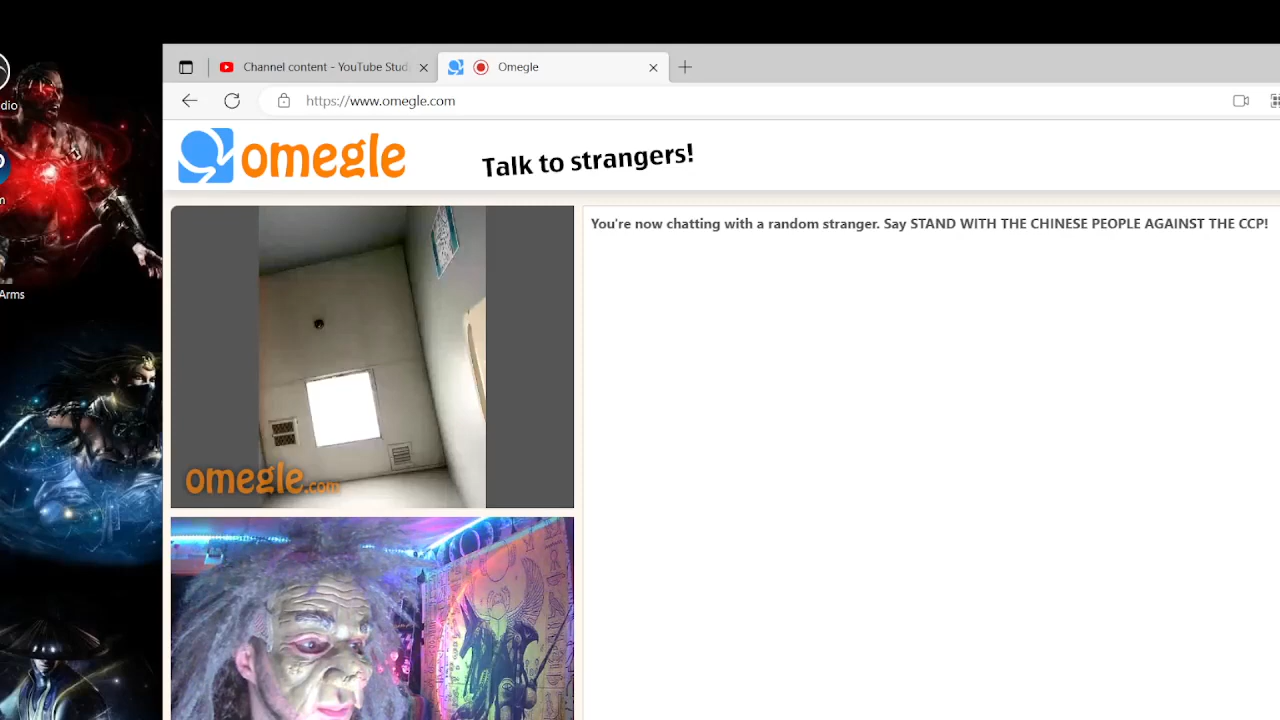 dio
Channel content - YouTube Stud
Omegle
https://www.omegle.com
omegle
Talk to strangers!
You're now chatting with a random stranger. Say STAND WITH THE CHINESE PEOPLE AGAINST THE CCP!
m
Arms
omegle.com